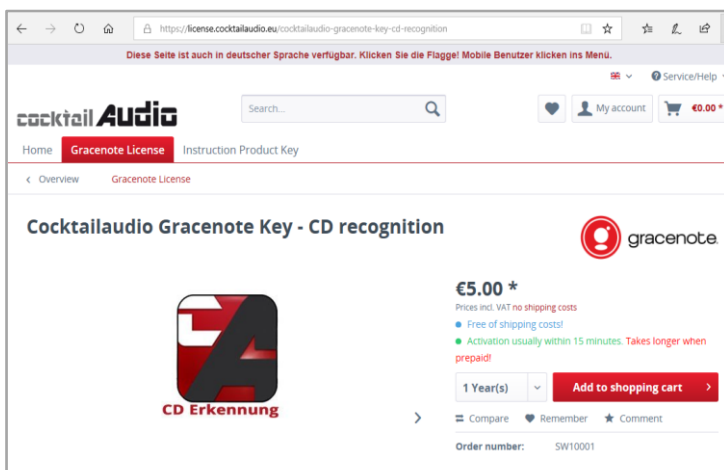 https://license.cocktailaudio.eu/cocktailaudio-gracenote-key-cd-recognition
Diese Seite ist auch in deutscher Sprache verfügbar. Klicken Sie die Flagge! Mobile Benutzer klicken ins Menü.
Service/Help
cocktail Audio
Search...
My account
€0.00 *
Home
Gracenote License
Instruction Product Key
Overview
Gracenote License
Cocktailaudio Gracenote Key - CD recognition
gracenote.
€5.00 *
Prices incl. VAT no shipping costs
Free of shipping costs!
Activation usually within 15 minutes. Takes longer when
prepaid!
CD Erkennung
1 Year(s)
Add to shopping cart
Compare
Remember
Comment
Order number: SW10001